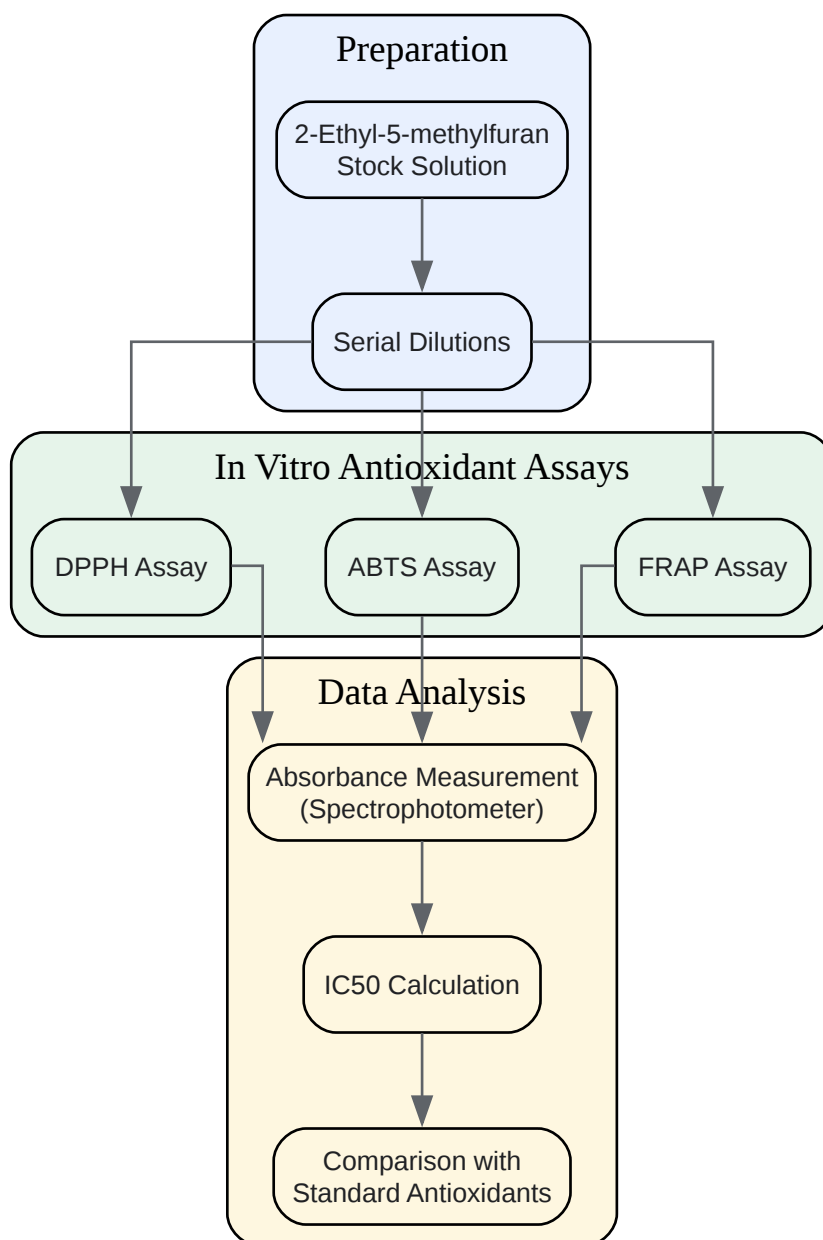 Preparation
2-Ethyl-5-methylfuran
Stock Solution
Serial Dilutions
In Vitro Antioxidant Assays
DPPH Assay
ABTS Assay
FRAP Assay
Data Analysis
Absorbance Measurement
(Spectrophotometer)
IC50 Calculation
Comparison with
Standard Antioxidants